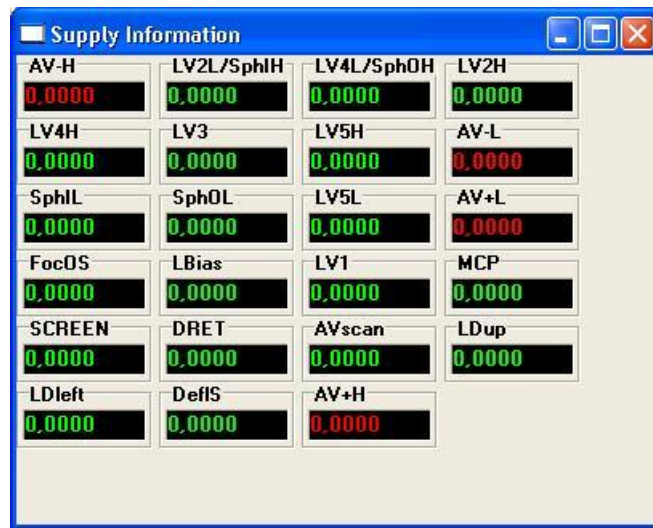 Supply Information
AV-H LV2L/SphIH LV4L/SphOH LV2H
0,0000 0,0000 0,0000 0,0000
LV4H LV3 LV5H AV-L
0,0000 0,0000 0,0000 0,0000
SphIL SphOL LV5L AV+L
0,0000 0,0000 0,0000 0,0000
FocOS LBias LV1 MCP
0,0000 0,0000 0,0000 0,0000
SCREEN DRET AVscan LDup
0,0000 0,0000 0,0000 0,0000
LDleft DeflS AV+H
0,0000 0,0000 0,0000